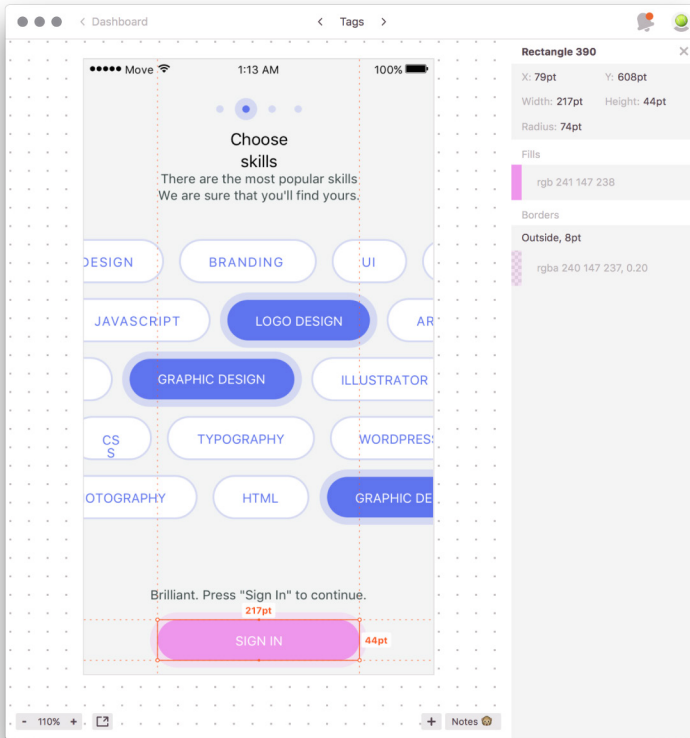 Dashboard
Tags
Rectangle 390
X: 79pt Y: 608pt
Width: 217pt Height: 44pt
Radius: 74pt
Fills
rgb 241 147 238
Borders
Outside, 8pt
rgba 240 147 237, 0.20
Move 1:13 AM 100%
Choose
skills
There are the most popular skills
We are sure that you'll find yours.
DESIGN BRANDING UI
JAVASCRIPT LOGO DESIGN AR
GRAPHIC DESIGN ILLUSTRATOR
CS
S
TYPOGRAPHY WORDPRESS
OTOGRAPHY HTML GRAPHIC DE
Brilliant. Press "Sign In" to continue.
217pt
SIGN IN 44pt
- 110% + + Notes